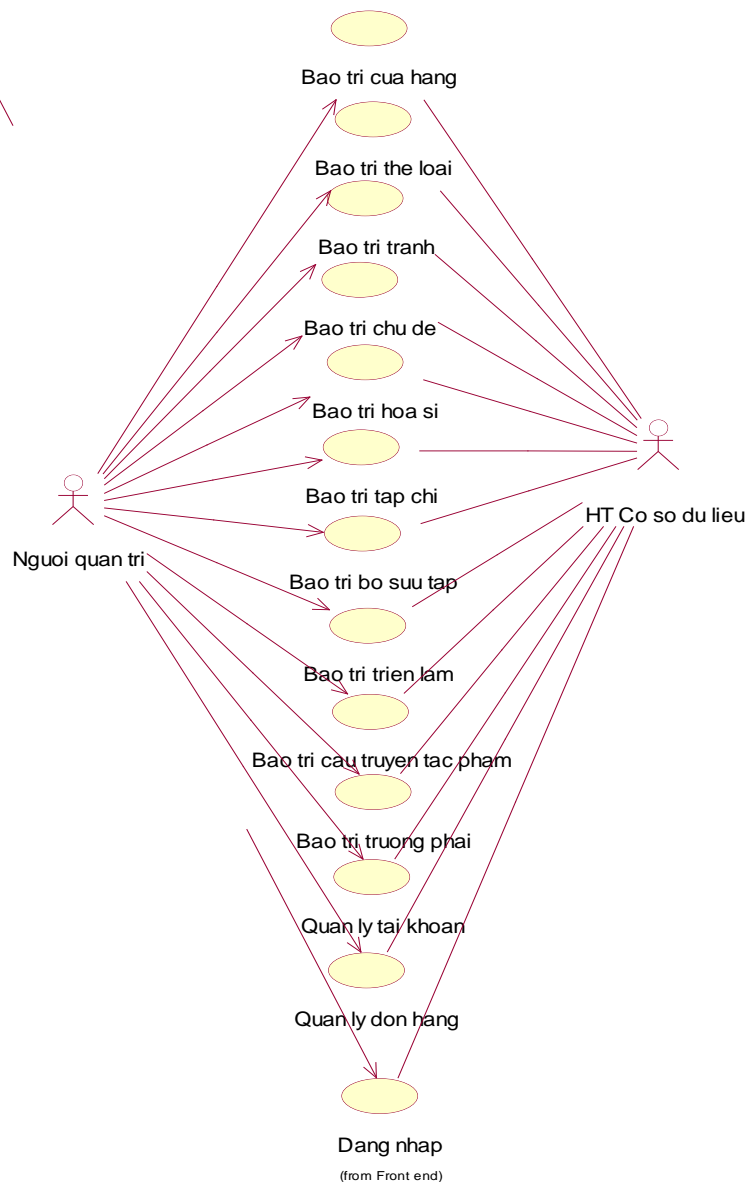 Bao tri cua hang
Bao tri the loai
Bao tri tranh
Bao tri chu de
Bao tri hoa si
Bao tri tap chi
HT Co so du lieu
Nguoi quan tri
Bao tri bo suu tap
Bao tri trien lam
Bao tri cau truyen tac pham
Bao tri truong phai
Quan ly tai khoan
Quan ly don hang
Dang nhap
(from Front end)